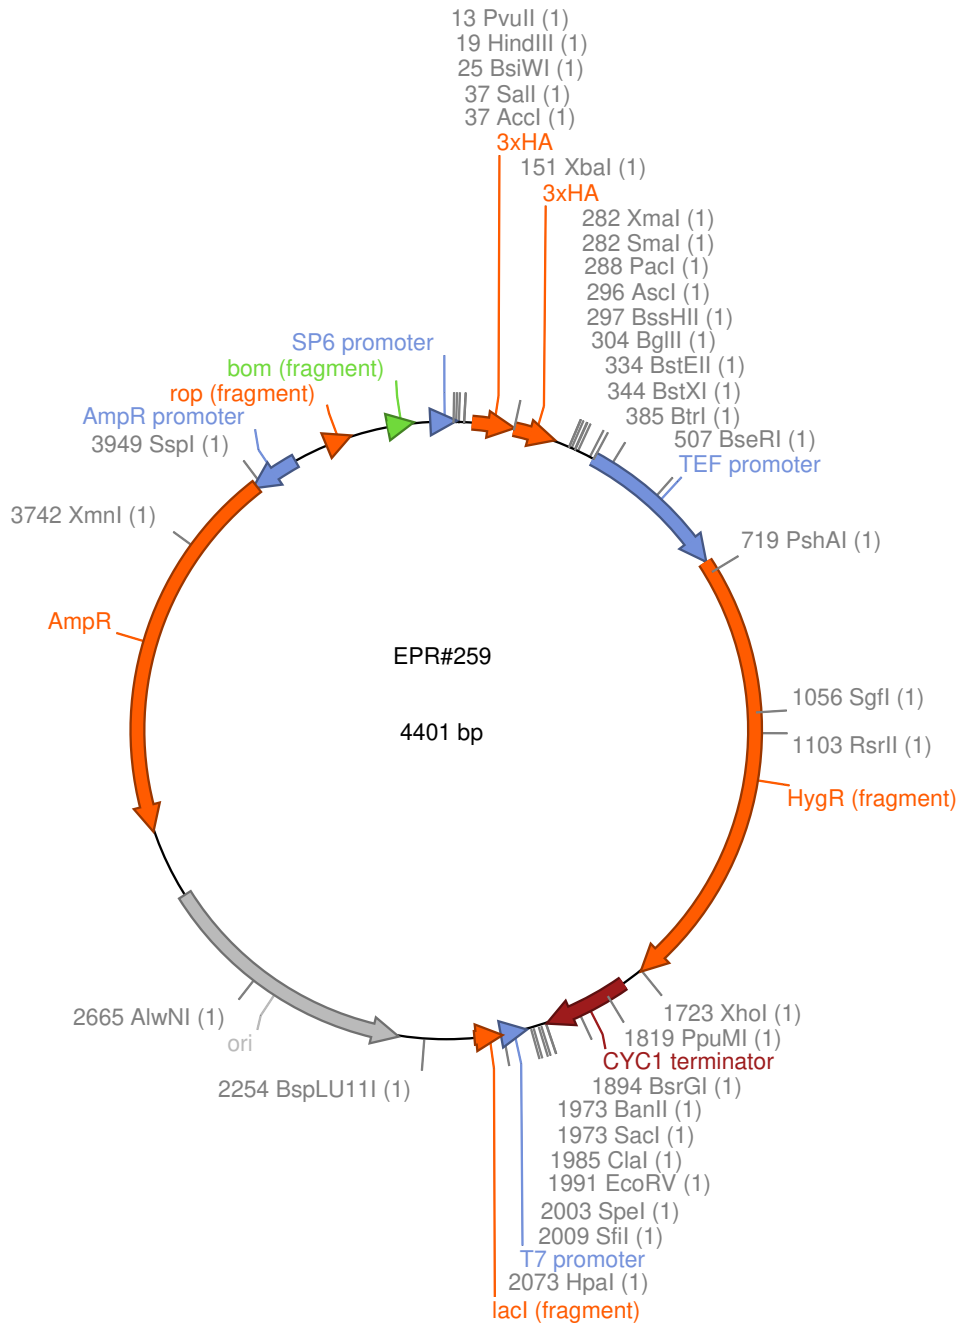 13 PvuII (1)
19 HindIII (1)
25 BsiWI (1)
37 SalI (1)
37 AccI (1)
3xHA
151 XbaI (1)
3xHA
282 XmaI (1)
282 SmaI (1)
288 PacI (1)
296 AscI (1)
297 BssHII (1)
304 BglII (1)
334 BstEII (1)
344 BstXI (1)
385 BtrI (1)
507 BseRI (1)
TEF promoter
719 PshAI (1)
1056 SgfI (1)
1103 RsrII (1)
HygR (fragment)
1723 XhoI (1)
1819 PpuMI (1)
CYC1 terminator
1894 BsrGI (1)
1973 BanII (1)
1973 SacI (1)
1985 ClaI (1)
1991 EcoRV (1)
2003 SpeI (1)
2009 SfiI (1)
T7 promoter
2073 HpaI (1)
lacI (fragment)
2254 BspLU11I (1)
ori
2665 AlwNI (1)
AmpR
3742 XmnI (1)
3949 SspI (1)
AmpR promoter
rop (fragment)
bom (fragment)
SP6 promoter
EPR#259
4401 bp